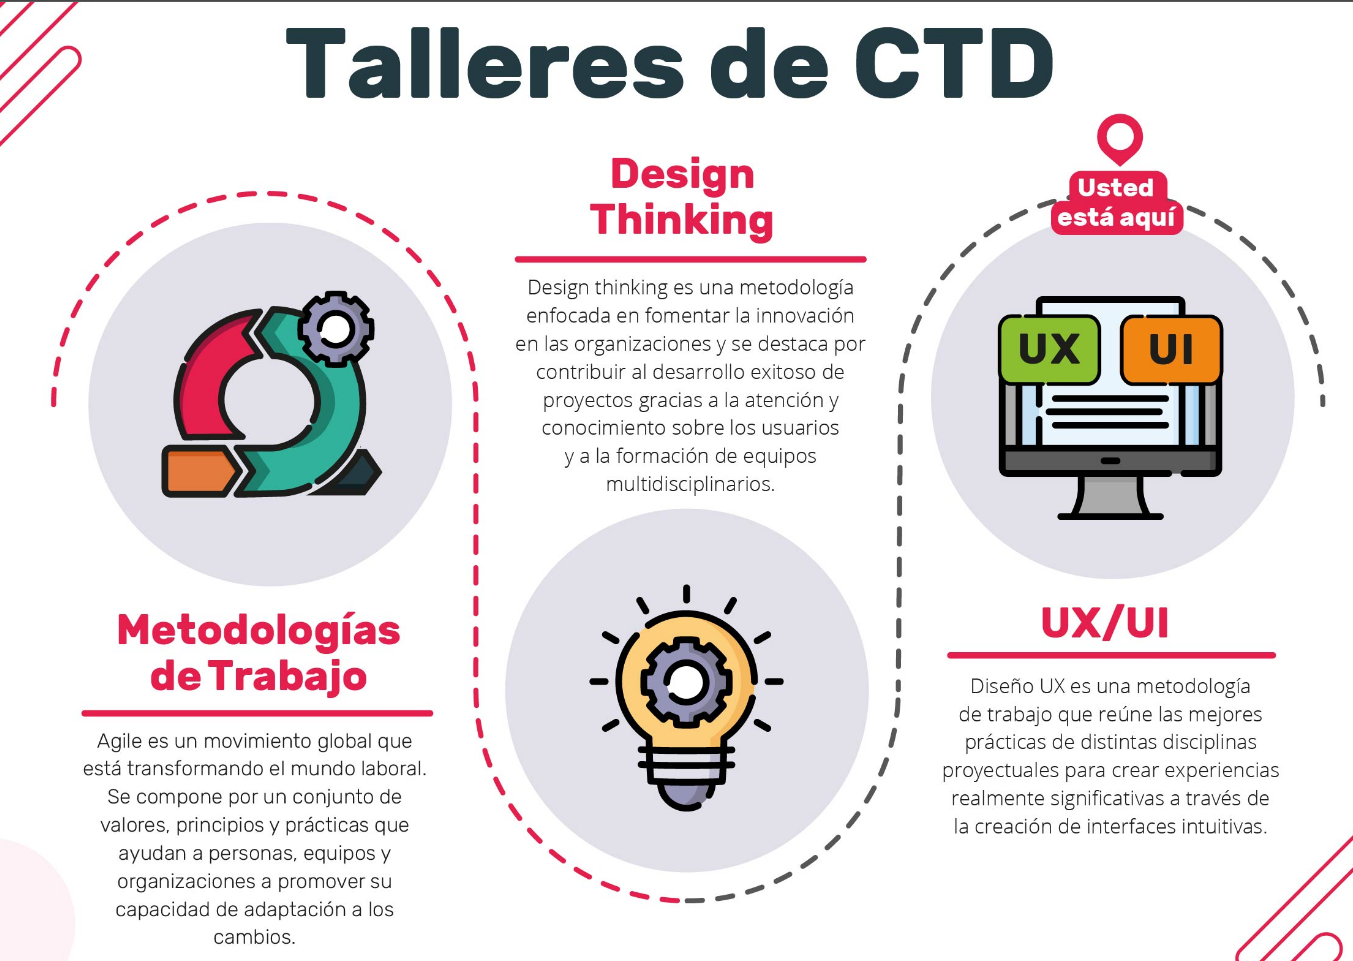 Talleres de CTD
Metodologías
de Trabajo
Agile es un movimiento global que
está transformando el mundo laboral.
Se compone por un conjunto de
valores, principios y prácticas que
ayudan a personas, equipos y
organizaciones a promover su
capacidad de adaptación a los
cambios.
Design
Thinking
Design thinking es una metodología
enfocada en fomentar la innovación
en las organizaciones y se destaca por
contribuir al desarrollo exitoso de
proyectos gracias a la atención y
conocimiento sobre los usuarios
y a la formación de equipos
multidisciplinarios.
Usted
está aquí
UX UI
UX/UI
Diseño UX es una metodología
de trabajo que reúne las mejores
prácticas de distintas disciplinas
proyectuales para crear experiencias
realmente significativas a través de
la creación de interfaces intuitivas.